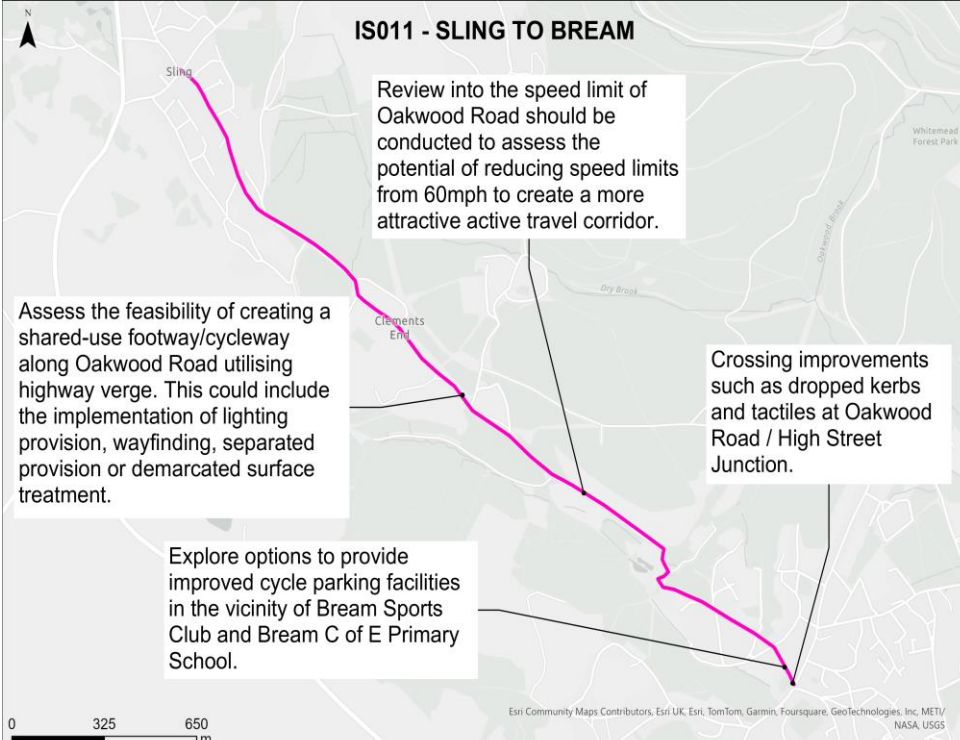 N
IS011 - SLING TO BREAM
Sling
Review into the speed limit of
Oakwood Road should be
conducted to assess the
potential of reducing speed limits
from 60mph to create a more
attractive active travel corridor.
Whitemead
Forest Park
Oakwood Brook
Dry Brook
Assess the feasibility of creating a
shared-use footway/cycleway
along Oakwood Road utilising
highway verge. This could include
the implementation of lighting
provision, wayfinding, separated
provision or demarcated surface
treatment.
Clements
End
Crossing improvements
such as dropped kerbs
and tactiles at Oakwood
Road / High Street
Junction.
Explore options to provide
improved cycle parking facilities
in the vicinity of Bream Sports
Club and Bream C of E Primary
School.
0 325 650
m
Esri Community Maps Contributors, Esri UK, Esri, TomTom, Garmin, Foursquare, GeoTechnologies, Inc, METI/
NASA, USGS